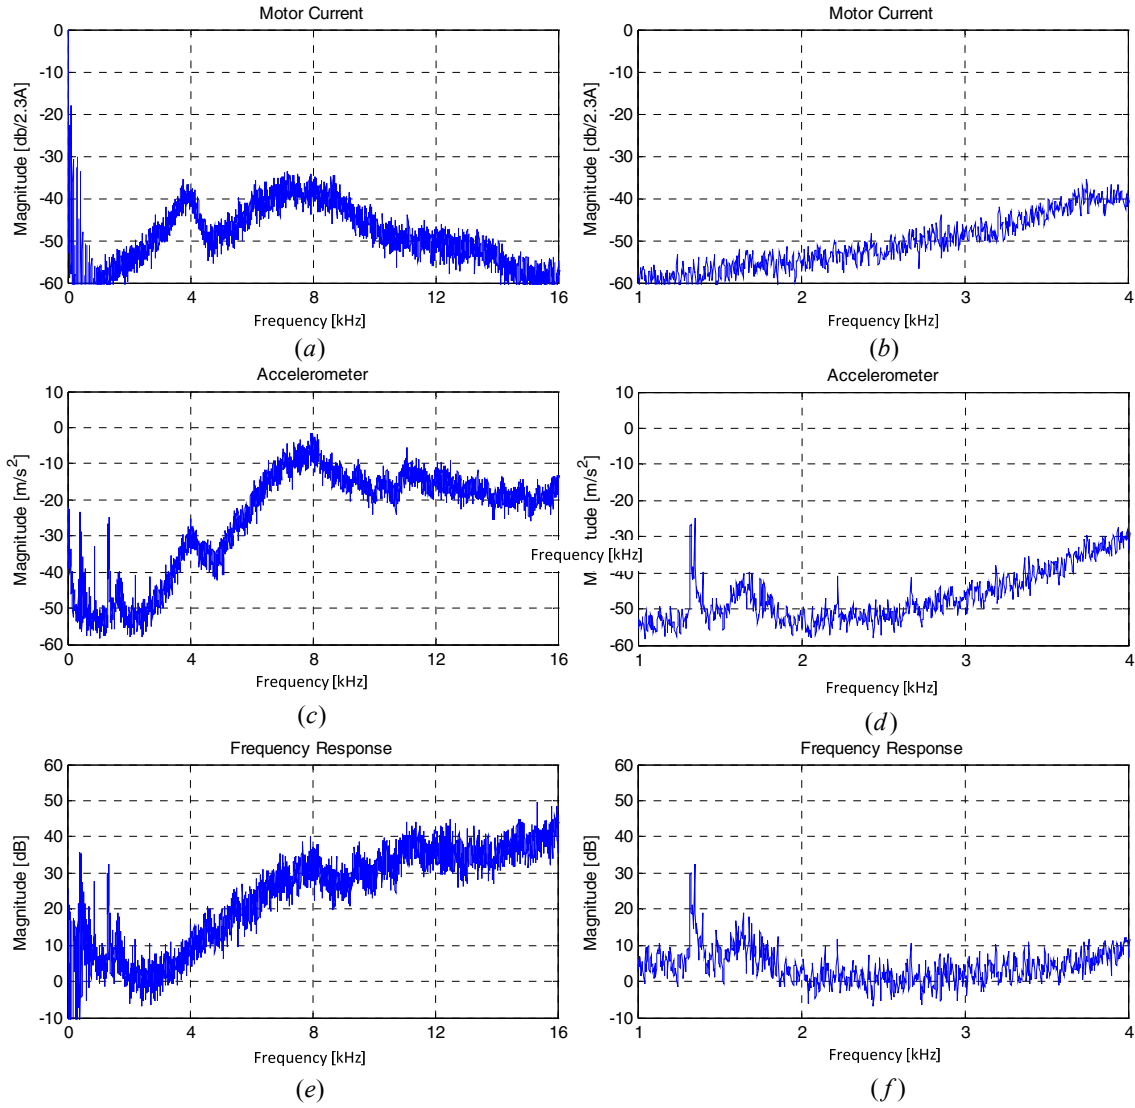 Motor Current
0
-10
-20
-30
-40
-50
-60
Magnitude [db/2.3A]
0 4 8 12 16
Frequency [kHz]
(a)
Motor Current
0
-10
-20
-30
-40
-50
-60
Magnitude [db/2.3A]
1 2 3 4
Frequency [kHz]
(b)
Accelerometer
10
0
-10
-20
-30
-40
-50
-60
Magnitude [m/s2]
0 4 8 12 16
Frequency [kHz]
(c)
Accelerometer
10
0
-10
-20
-30
-40
-50
-60
M tude [m/s2]
Frequency [kHz]
1 2 3 4
Frequency [kHz]
(d)
Frequency Response
60
50
40
30
20
10
0
-10
Magnitude [dB]
0 4 8 12 16
Frequency [kHz]
(e)
Frequency Response
60
50
40
30
20
10
0
-10
Magnitude [dB]
1 2 3 4
Frequency [kHz]
(f)